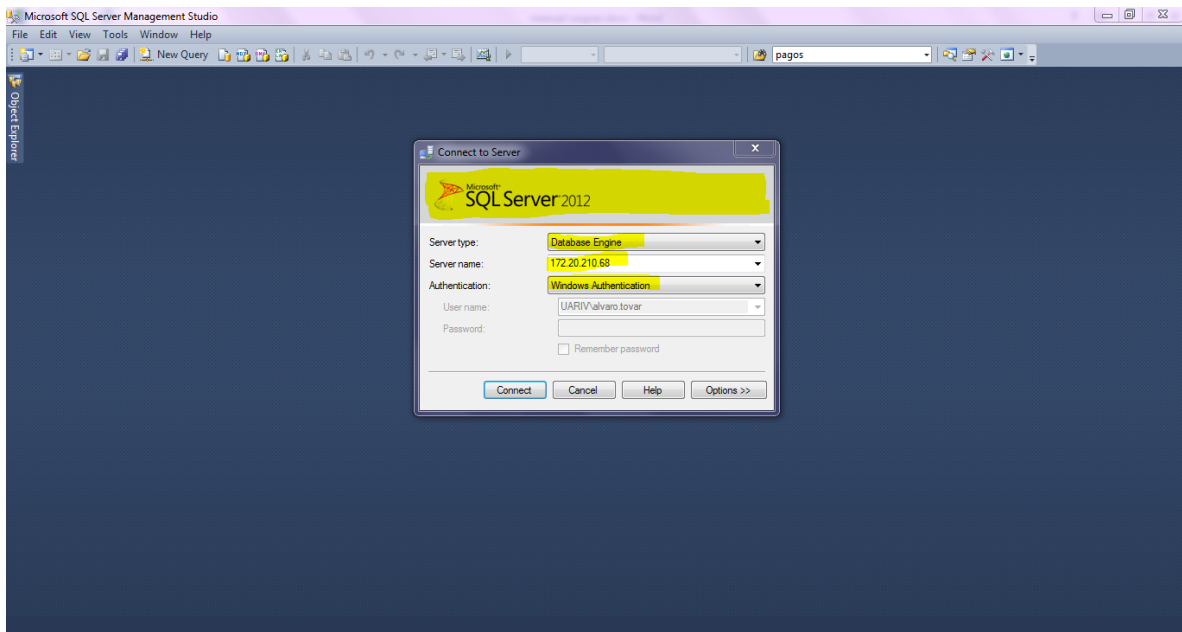 Microsoft SQL Server Management Studio
File Edit View Tools Window Help
New Query pagos
Object Explorer
Connect to Server
Microsoft
SQL Server 2012
Server type: Database Engine
Server name: 172.20.210.68
Authentication: Windows Authentication
User name: UARIV\alvaro.tovar
Password:
Remember password
Connect Cancel Help Options >>